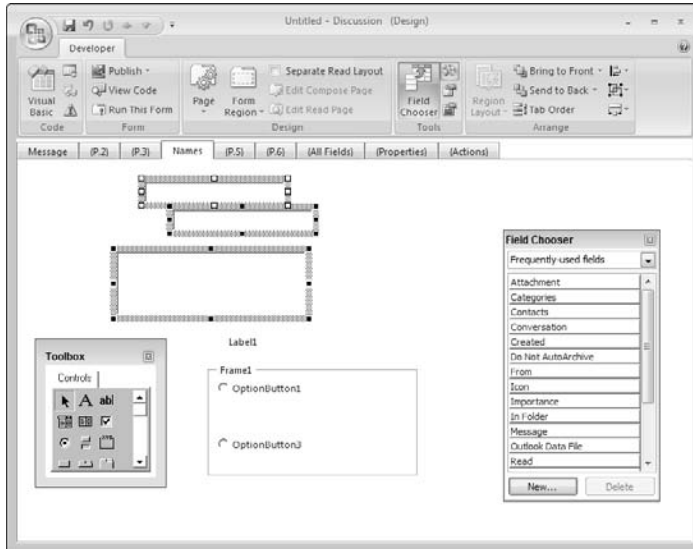 Untitled - Discussion (Design)
Developer
Visual Basic
Publish
View Code
Run This Form
Code
Form
Page
Form Region
Separate Read Layout
Edit Compose Page
Edit Read Page
Design
Field Chooser
Tools
Region Layout
Bring to Front
Send to Back
Tab Order
Arrange
Message (P.2) (P.3) Names (P.5) (P.6) (All Fields) (Properties) (Actions)
Label1
Frame1
OptionButton1
OptionButton3
Toolbox
Controls
A ab|
Field Chooser
Frequently-used fields
Attachment
Categories
Contacts
Conversation
Created
Do Not AutoArchive
From
Icon
Importance
In Folder
Message
Outlook Data File
Read
New...
Delete